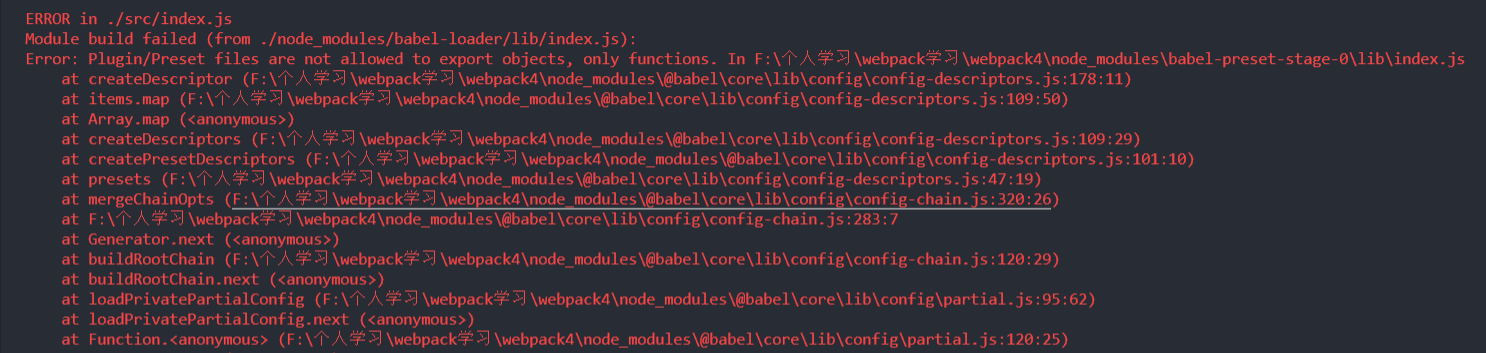 ERROR in ./src/index.js
Module build failed (from ./node_modules/babel-loader/lib/index.js):
Error: Plugin/Preset files are not allowed to export objects, only functions. In F:\个人学习\webpack学习\webpack4\node_modules\babel-preset-stage-0\lib\index.js
at createDescriptor (F:\个人学习\webpack学习\webpack4\node_modules\@babel\core\lib\config\config-descriptors.js:178:11)
at items.map (F:\个人学习\webpack学习\webpack4\node_modules\@babel\core\lib\config\config-descriptors.js:109:50)
at Array.map (<anonymous>)
at createDescriptors (F:\个人学习\webpack学习\webpack4\node_modules\@babel\core\lib\config\config-descriptors.js:109:29)
at createPresetDescriptors (F:\个人学习\webpack学习\webpack4\node_modules\@babel\core\lib\config\config-descriptors.js:101:10)
at presets (F:\个人学习\webpack学习\webpack4\node_modules\@babel\core\lib\config\config-descriptors.js:47:19)
at mergeChainOpts (F:\个人学习\webpack学习\webpack4\node_modules\@babel\core\lib\config\config-chain.js:320:26)
at F:\个人学习\webpack学习\webpack4\node_modules\@babel\core\lib\config\config-chain.js:283:7
at Generator.next (<anonymous>)
at buildRootChain (F:\个人学习\webpack学习\webpack4\node_modules\@babel\core\lib\config\config-chain.js:120:29)
at buildRootChain.next (<anonymous>)
at loadPrivatePartialConfig (F:\个人学习\webpack学习\webpack4\node_modules\@babel\core\lib\config\partial.js:95:62)
at loadPrivatePartialConfig.next (<anonymous>)
at Function.<anonymous> (F:\个人学习\webpack学习\webpack4\node_modules\@babel\core\lib\config\partial.js:120:25)